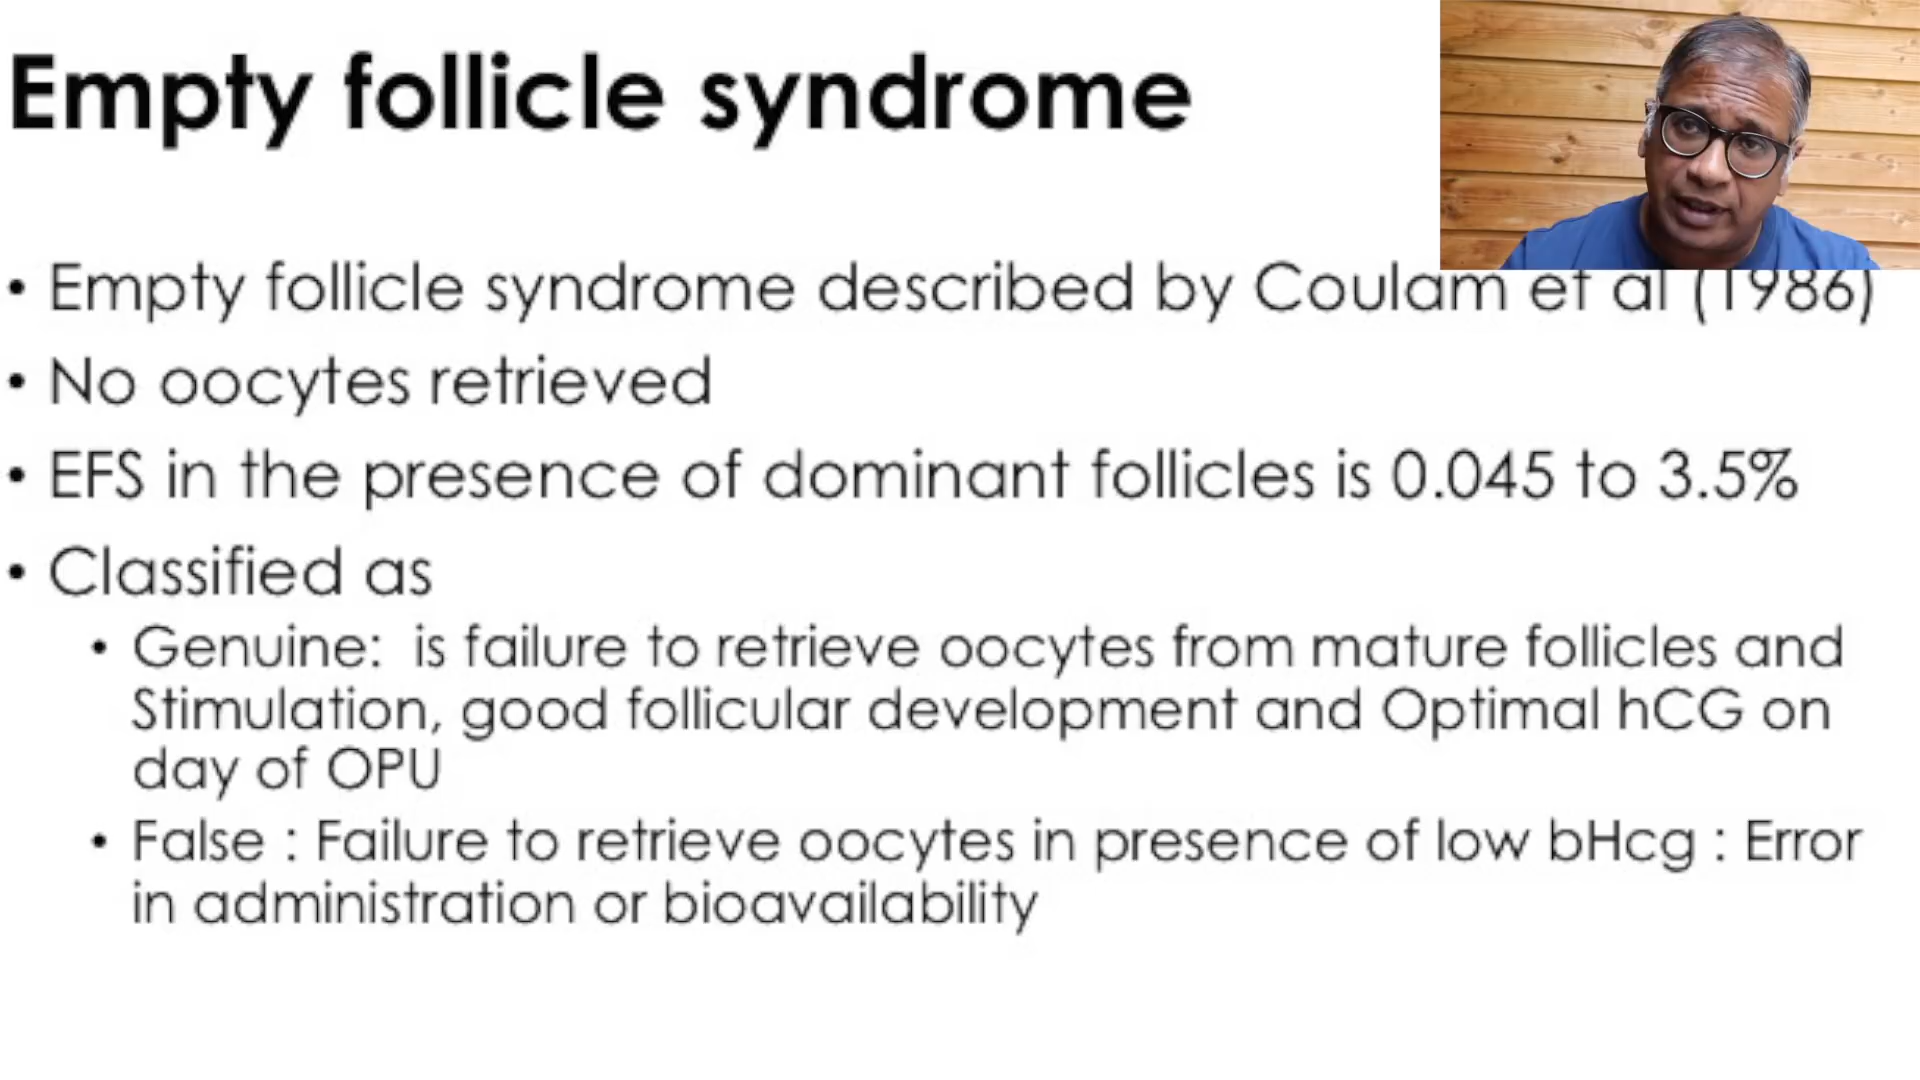 Empty follicle syndrome
• Empty follicle syndrome described by Coulam et al (1986)
• No oocytes retrieved
• EFS in the presence of dominant follicles is 0.045 to 3.5%
• Classified as
• Genuine: is failure to retrieve oocytes from mature follicles and
Stimulation, good follicular development and Optimal hCG on
day of OPU
• False : Failure to retrieve oocytes in presence of low bHcg : Error
in administration or bioavailability